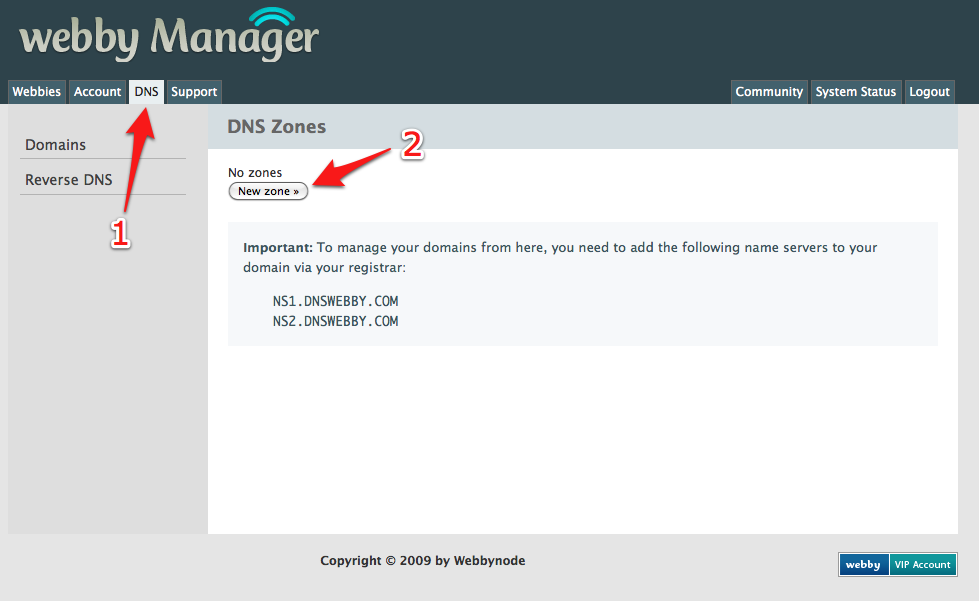 webby Manager
Webbies Account DNS Support Community System Status Logout
Domains
Reverse DNS
1
DNS Zones
2
No zones
New zone »
Important: To manage your domains from here, you need to add the following name servers to your
domain via your registrar:
NS1.DNSWEBBY.COM
NS2.DNSWEBBY.COM
Copyright © 2009 by Webbynode
webby VIP Account